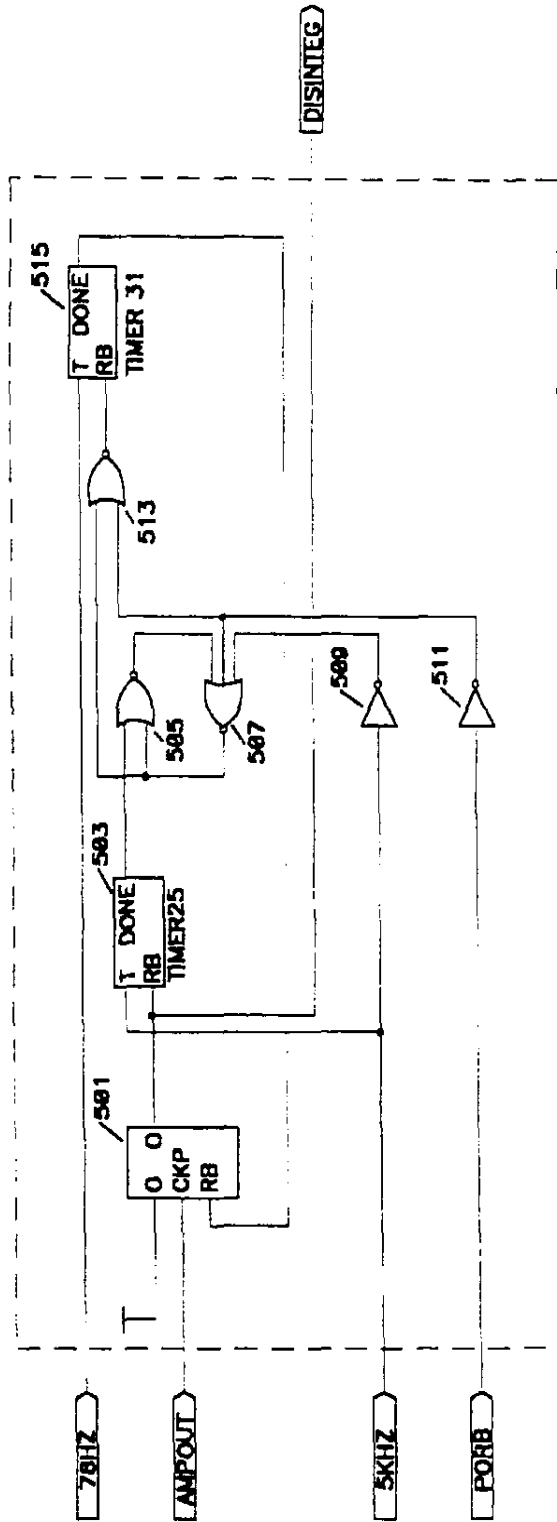 78HZ
AMPOUT
5KHZ
PORB
501
O O
CKP
RB
503
T DONE
RB
TIMER25
505
507
509
511
513
515
T DONE
RB
TIMER 31
DISINTEG